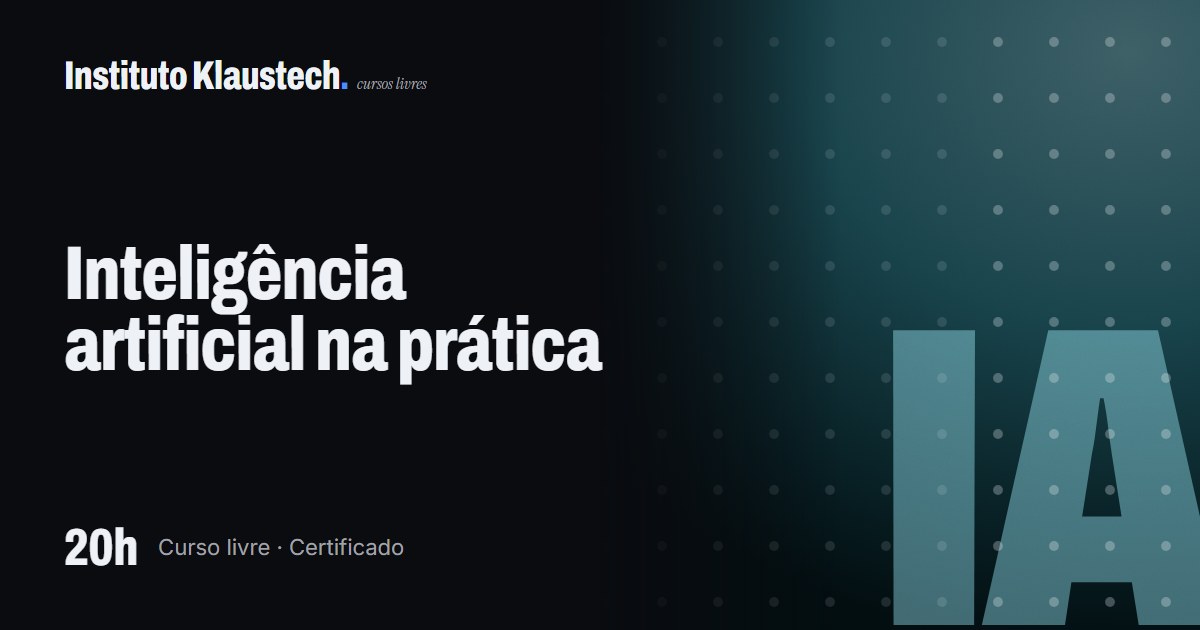 Instituto Klaustech. cursos livres
Inteligência
artificial na prática
20h Curso livre · Certificado
IA